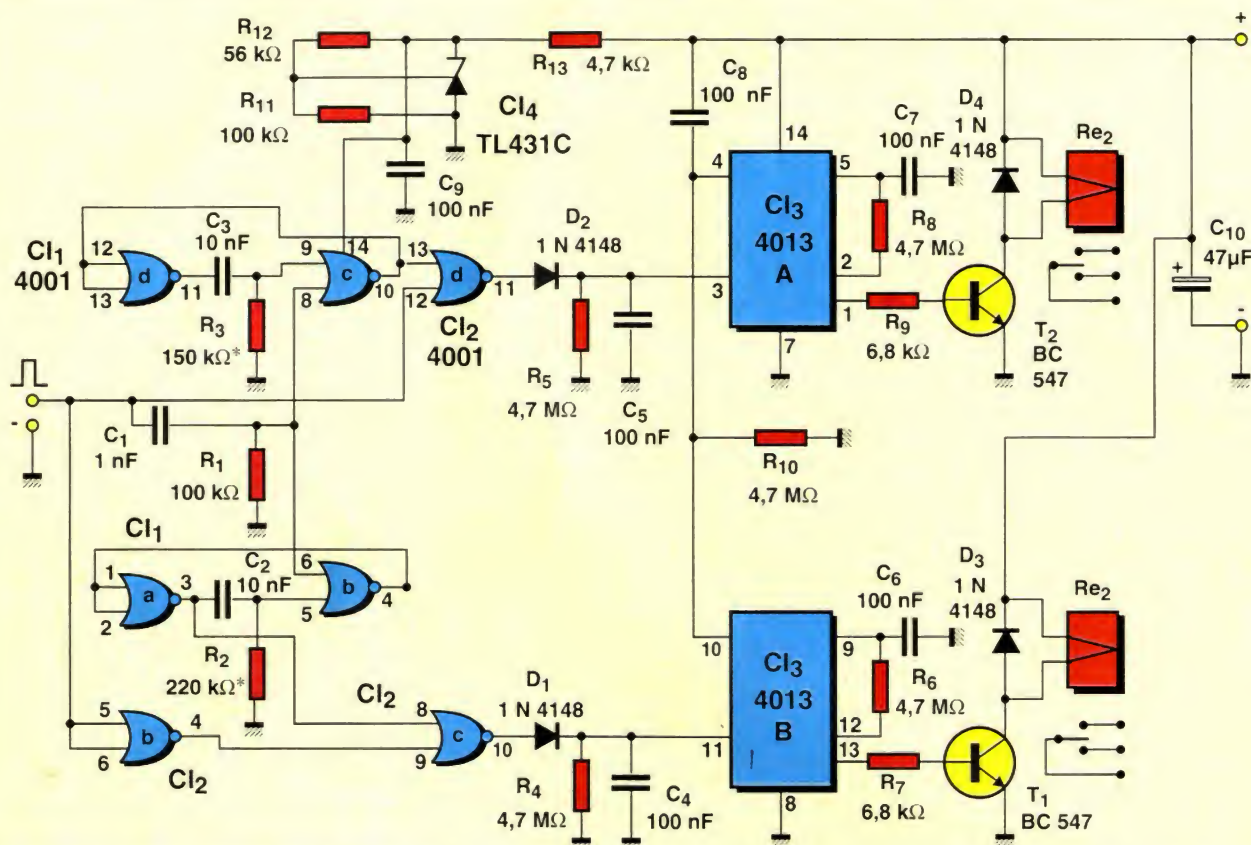 R12
56 kΩ
R11
100 kΩ
CI4
TL431C
C9
100 nF
R13
4,7 kΩ
C8
100 nF
14
4
5
CI3
4013
A
3
2
1
7
C7
100 nF
R8
4,7 MΩ
R9
6,8 kΩ
D4
1 N
4148
Re2
T2
BC
547
C10
47µF
+
+
-
CI1
4001
12
13
d
11
C3
10 nF
R3
150 kΩ*
9
14
8
c
10
13
12
d
11
CI2
4001
D2
1 N 4148
R5
4,7 MΩ
C5
100 nF
-
C1
1 nF
R1
100 kΩ
R10
4,7 MΩ
CI1
1
2
a
3
C2
10 nF
6
5
b
4
R2
220 kΩ*
5
6
b
4
CI2
CI2
8
9
c
10
D1
1 N 4148
R4
4,7 MΩ
C4
100 nF
10
9
CI3
4013
B
11
12
13
8
C6
100 nF
R6
4,7 MΩ
R7
6,8 kΩ
D3
1 N
4148
Re2
T1
BC 547